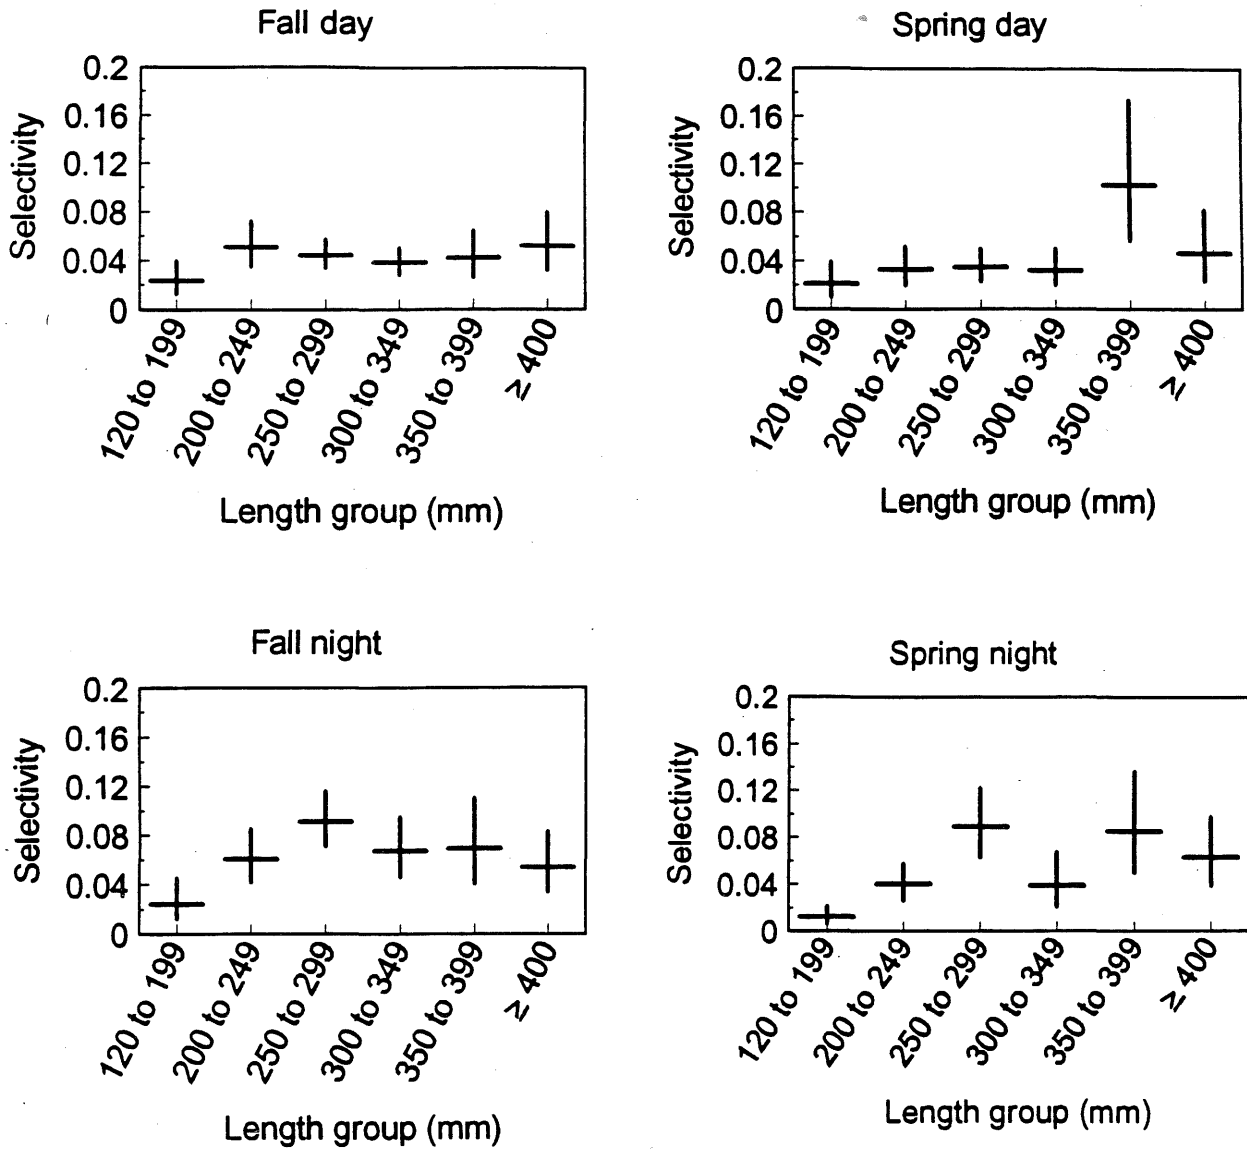 Fall day
Selectivity
0.2
0.16
0.12
0.08
0.04
0
120 to 199
200 to 249
250 to 299
300 to 349
350 to 399
≥ 400
Length group (mm)
Spring day
Selectivity
0.2
0.16
0.12
0.08
0.04
0
120 to 199
200 to 249
250 to 299
300 to 349
350 to 399
≥ 400
Length group (mm)
Fall night
Selectivity
0.2
0.16
0.12
0.08
0.04
0
120 to 199
200 to 249
250 to 299
300 to 349
350 to 399
≥ 400
Length group (mm)
Spring night
Selectivity
0.2
0.16
0.12
0.08
0.04
0
120 to 199
200 to 249
250 to 299
300 to 349
350 to 399
≥ 400
Length group (mm)